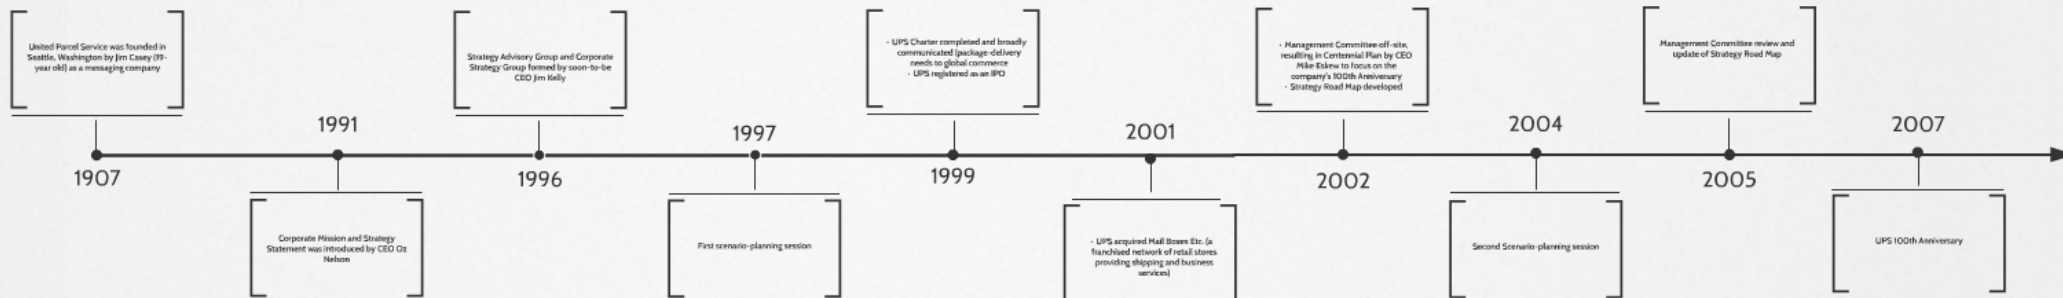 United Parcel Service was founded in
Seattle, Washington by Jim Casey (19-
year old) as a messaging company
1907
1991
Corporate Mission and Strategy
Statement was introduced by CEO Oz
Nelson
Strategy Advisory Group and Corporate
Strategy Group formed by soon-to-be
CEO Jim Kelly
1996
1997
First scenario-planning session
- UPS Charter completed and broadly
communicated (package-delivery
needs to global commerce
- UPS registered as an IPO
1999
2001
- UPS acquired Mail Boxes Etc. (a
franchised network of retail stores
providing shipping and business
services)
- Management Committee off-site,
resulting in Centennial Plan by CEO
Mike Eskew to focus on the
company's 100th Anniversary
- Strategy Road Map developed
2002
2004
Second Scenario-planning session
Management Committee review and
update of Strategy Road Map
2005
2007
UPS 100th Anniversary